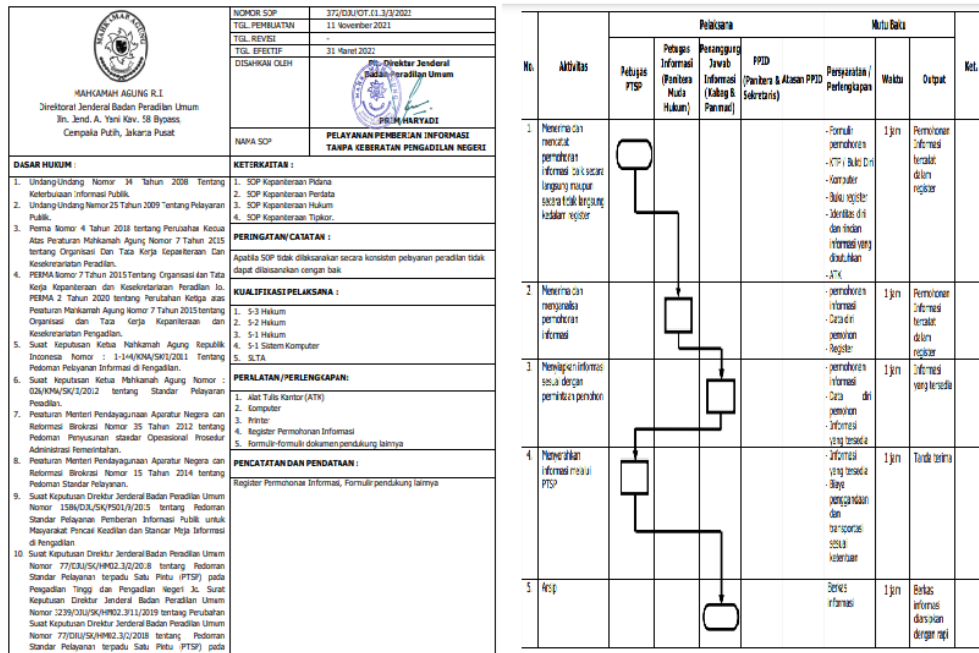 MAHKAMAH AGUNG R.I
Direktorat Jenderal Badan Peradilan Umum
Jln. Jend. A. Yani Kav. 58 Bypass
Cempaka Putih, Jakarta Pusat
NOMOR SOP 372/DJU/OT.01.3/3/2022
TGL. PEMBUATAN 11 November 2021
TGL. REVISI -
TGL. EFEKTIF 31 Maret 2022
DISAHKAN OLEH Plt. Direktur Jenderal
Badan Peradilan Umum
PRIM HARYADI
NAMA SOP PELAYANAN PEMBERIAN INFORMASI
TANPA KEBERATAN PENGADILAN NEGERI
DASAR HUKUM :
1. Undang-Undang Nomor 14 Tahun 2008 Tentang
Keterbukaan Informasi Publik.
2. Undang-Undang Nomor 25 Tahun 2009 Tentang Pelayanan
Publik.
3. Perma Nomor 4 Tahun 2018 tentang Perubahan Kedua
Atas Peraturan Mahkamah Agung Nomor 7 Tahun 2015
tentang Organisasi Dan Tata Kerja Kepaniteraan Dan
Kesekretariatan Peradilan.
4. PERMA Nomor 7 Tahun 2015 Tentang Organisasi dan Tata
Kerja Kepaniteraan dan Kesekretariatan Peradilan Jo.
PERMA 2 Tahun 2020 tentang Perubahan Ketiga atas
Peraturan Mahkamah Agung Nomor 7 Tahun 2015 tentang
Organisasi dan Tata Kerja Kepaniteraan dan
Kesekretariatan Pengadilan.
5. Surat Keputusan Ketua Mahkamah Agung Republik
Indonesia Nomor : 1-144/KMA/SK/I/2011 Tentang
Pedoman Pelayanan Informasi di Pengadilan.
6. Surat Keputusan Ketua Mahkamah Agung Nomor :
026/KMA/SK/II/2012 tentang Standar Pelayanan
Peradilan.
7. Peraturan Menteri Pendayagunaan Aparatur Negara dan
Reformasi Birokrasi Nomor 35 Tahun 2012 tentang
Pedoman Penyusunan standar Operasional Prosedur
Administrasi Pemerintahan.
8. Peraturan Menteri Pendayagunaan Aparatur Negara dan
Reformasi Birokrasi Nomor 15 Tahun 2014 tentang
Pedoman Standar Pelayanan.
9. Surat Keputusan Direktur Jenderal Badan Peradilan Umum
Nomor 1586/DJU/SK/PS01/9/2015 tentang Pedoman
Standar Pelayanan Pemberian Informasi Publik untuk
Masyarakat Pencari Keadilan dan Standar Meja Informasi
di Pengadilan
10. Surat Keputusan Direktur Jenderal Badan Peradilan Umum
Nomor 77/DJU/SK/HM02.3/2/2018 tentang Pedoman
Standar Pelayanan terpadu Satu Pintu (PTSP) pada
Pengadilan Tinggi dan Pengadilan Negeri Jo. Surat
Keputusan Direktur Jenderal Badan Peradilan Umum
Nomor 3239/DJU/SK/HM02.3/11/2019 tentang Perubahan
Surat Keputusan Direktur Jenderal Badan Peradilan Umum
Nomor 77/DJU/SK/HM02.3/2/2018 tentang Pedoman
Standar Pelayanan terpadu Satu Pintu (PTSP) pada
KETERKAITAN :
1. SOP Kepaniteraan Pidana
2. SOP Kepaniteraan Perdata
3. SOP Kepaniteraan Hukum
4. SOP Kepaniteraan Tipikor.
PERINGATAN/CATATAN :
Apabila SOP tidak dilaksanakan secara konsisten pelayanan peradilan tidak
dapat dilaksanakan dengan baik
KUALIFIKASI PELAKSANA :
1. S-3 Hukum
2. S-2 Hukum
3. S-1 Hukum
4. S-1 Sistem Komputer
5. SLTA
PERALATAN/PERLENGKAPAN:
1. Alat Tulis Kantor (ATK)
2. Komputer
3. Printer
4. Register Permohonan Informasi
5. Formulir-formulir dokumen pendukung lainnya
PENCATATAN DAN PENDATAAN :
Register Permohonan Informasi, Formulir pendukung lainnya
No. Aktivitas Pelaksana Mutu Baku Ket.
Petugas
PTSP
Petugas
Informasi
(Panitera
Muda
Hukum)
Penanggung
Jawab
Informasi
(Kabag &
Panmud)
PPID
(Panitera &
Sekretaris)
Atasan PPID
Persyaratan /
Perlengkapan
Waktu
Output
1. Menerima dan
mencatat
permohonan
informasi baik secara
langsung maupun
secara tidak langsung
kedalam register
- Formulir
permohonan
- KTP / Bukti Diri
- Komputer
- Buku register
- Identitas diri
dan rincian
informasi yang
dibutuhkan
- ATK
1 jam
Permohonan
Informasi
tercatat
dalam
register
2. Menerima dan
menganalisa
permohonan
informasi
- permohonan
informasi
- Data diri
pemohon
- Register
1 jam
Permohonan
Informasi
tercatat
dalam
register
3. Menyiapkan informasi
sesuai dengan
permintaan pemohon
- permohonan
informasi
- Data diri
pemohon
- Informasi
yang tersedia
1 jam
Informasi
yang tersedia
4. Menyerahkan
informasi melalui
PTSP
- Informasi
yang tersedia
- Biaya
penggandaan
dan
transportasi
sesuai
ketentuan
1 jam
Tanda terima
5. Arsip
Berkas
informasi
1 jam
Berkas
informasi
diarsipkan
dengan rapi